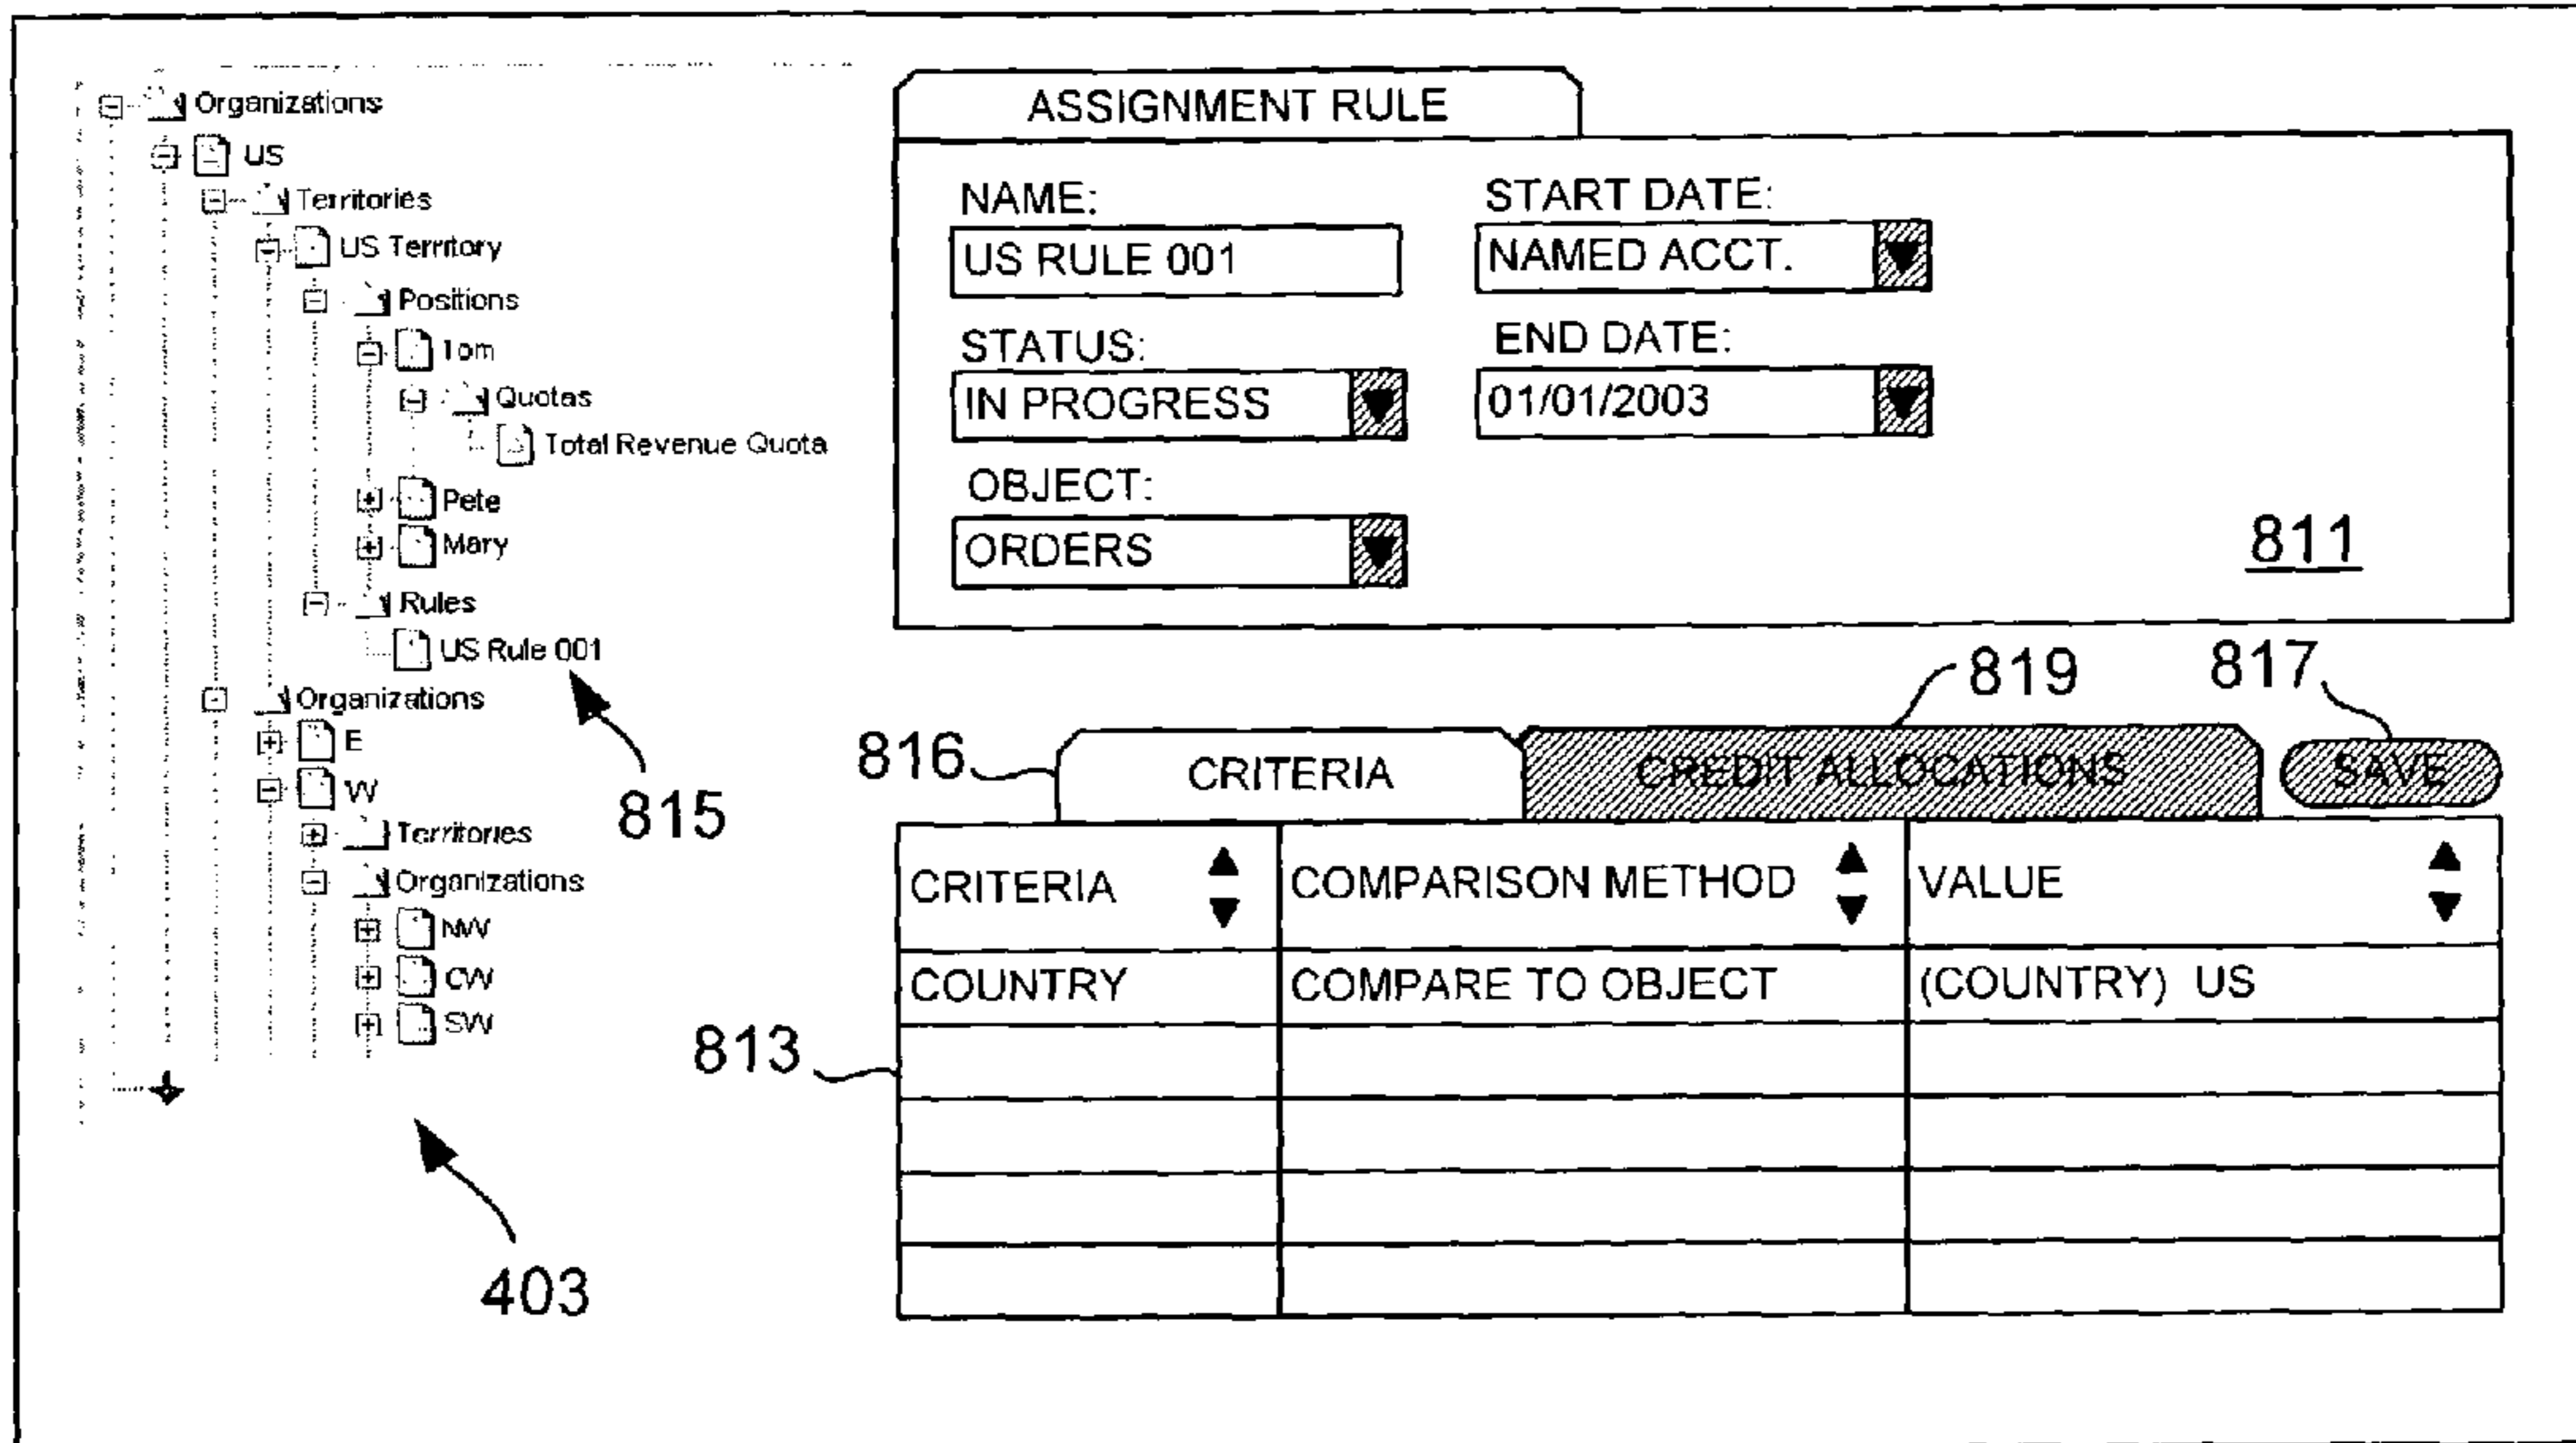 Organizations
US
Territories
US Territory
Positions
Tom
Quotas
Total Revenue Quota
Pete
Mary
Rules
US Rule 001
Organizations
E
W
Territories
Organizations
NW
CW
SW
815
403
ASSIGNMENT RULE
NAME: START DATE:
US RULE 001 NAMED ACCT.
STATUS: END DATE:
IN PROGRESS 01/01/2003
OBJECT:
ORDERS
811
819 817
816 CRITERIA CREDIT ALLOCATIONS SAVE
CRITERIA COMPARISON METHOD VALUE
COUNTRY COMPARE TO OBJECT (COUNTRY) US
813